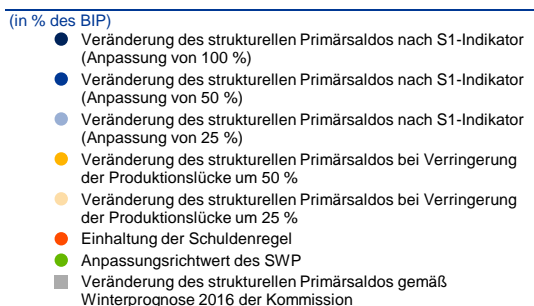 (in % des BIP)
Veränderung des strukturellen Primärsaldos nach S1-Indikator
(Anpassung von 100 %)
Veränderung des strukturellen Primärsaldos nach S1-Indikator
(Anpassung von 50 %)
Veränderung des strukturellen Primärsaldos nach S1-Indikator
(Anpassung von 25 %)
Veränderung des strukturellen Primärsaldos bei Verringerung
der Produktionslücke um 50 %
Veränderung des strukturellen Primärsaldos bei Verringerung
der Produktionslücke um 25 %
Einhaltung der Schuldenregel
Anpassungsrichtwert des SWP
Veränderung des strukturellen Primärsaldos gemäß
Winterprognose 2016 der Kommission